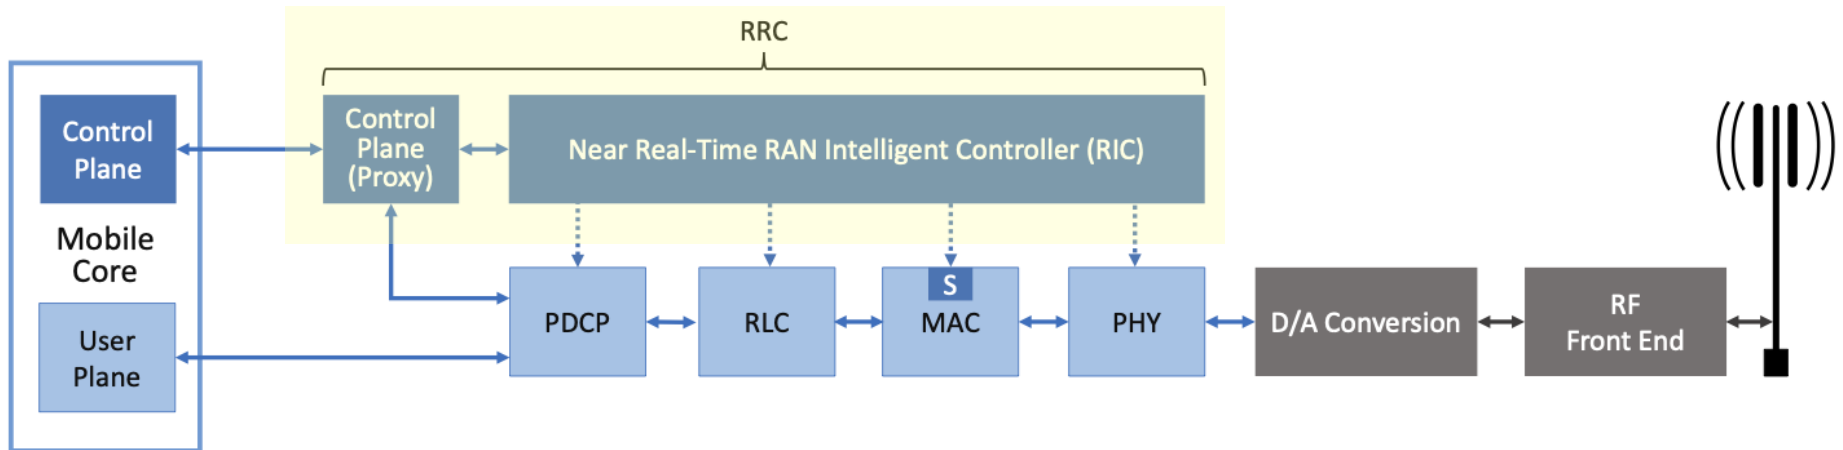 RRC
Control
Plane
Mobile
Core
User
Plane
Control
Plane
(Proxy)
Near Real-Time RAN Intelligent Controller (RIC)
PDCP
RLC
S
MAC
PHY
D/A Conversion
RF
Front End